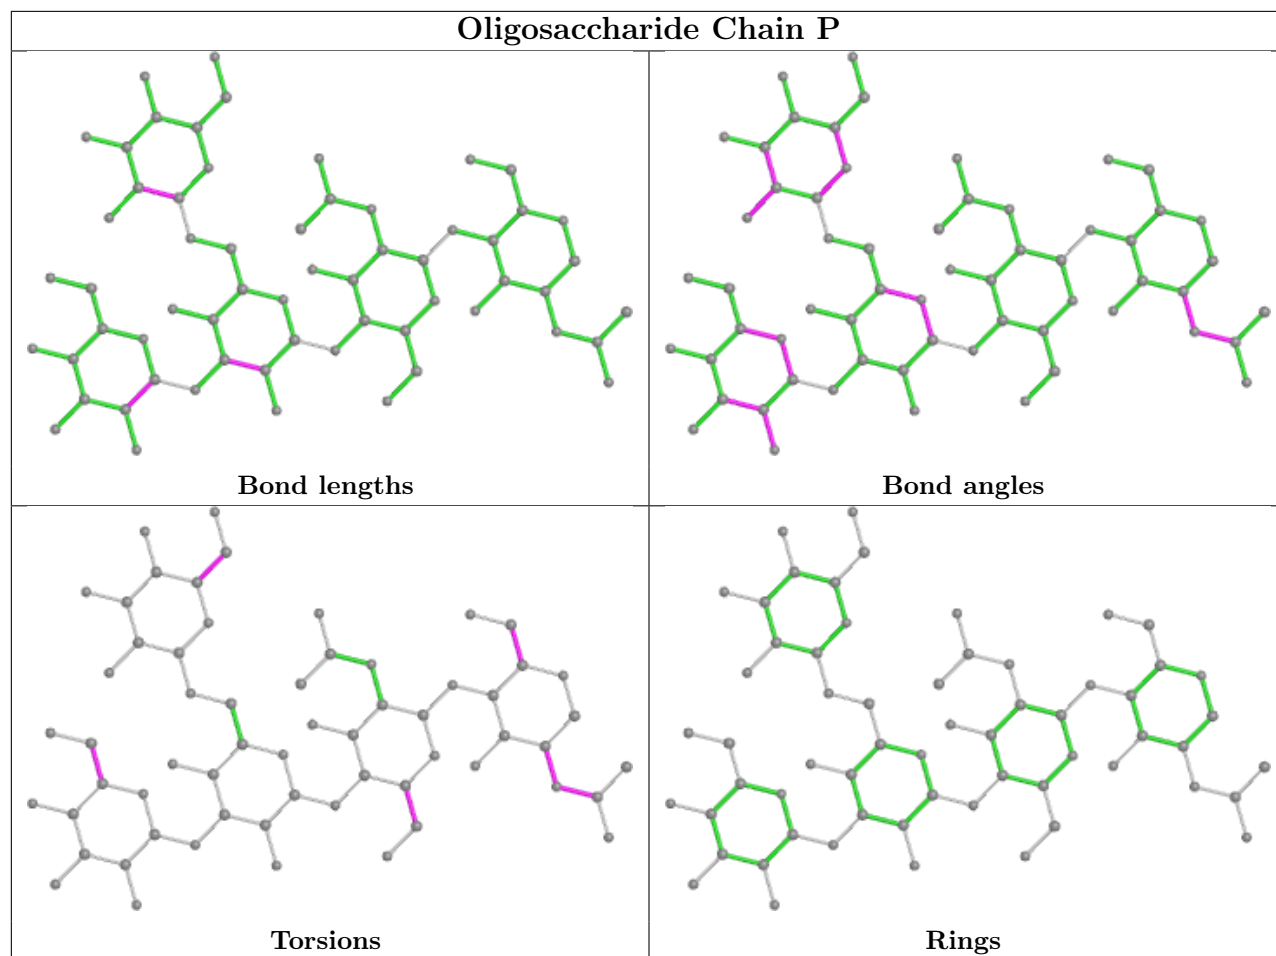 Oligosaccharide Chain P
Bond lengths
Bond angles
Torsions
Rings